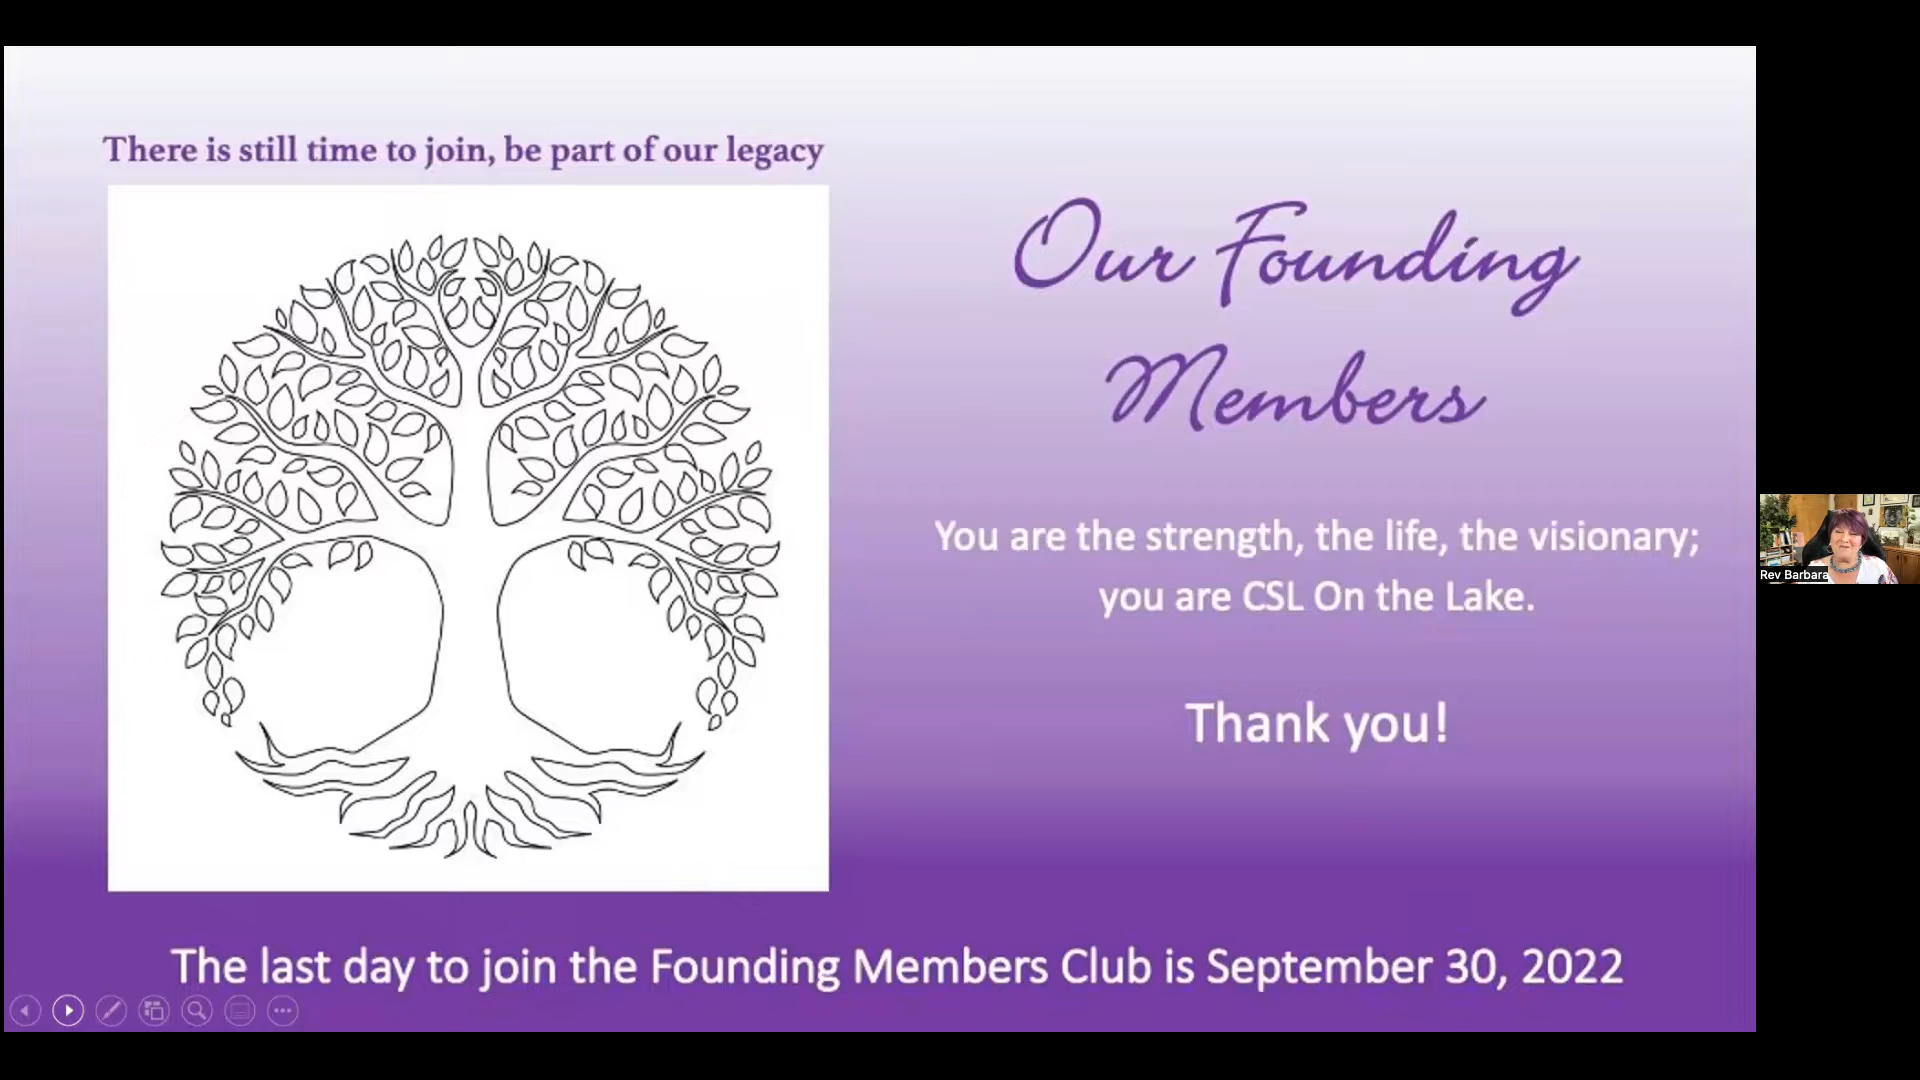 There is still time to join, be part of our legacy
Our Founding
Members
You are the strength, the life, the visionary;
you are CSL On the Lake.
Thank you!
Rev Barbara
The last day to join the Founding Members Club is September 30, 2022